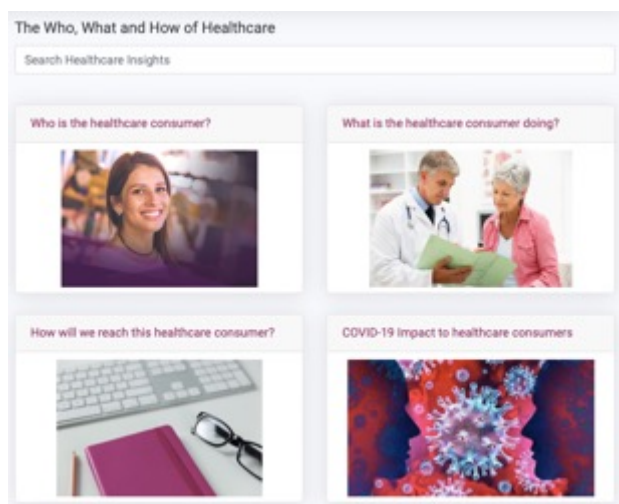 The Who, What and How of Healthcare
Search Healthcare Insights
Who is the healthcare consumer?
What is the healthcare consumer doing?
How will we reach this healthcare consumer?
COVID-19 Impact to healthcare consumers